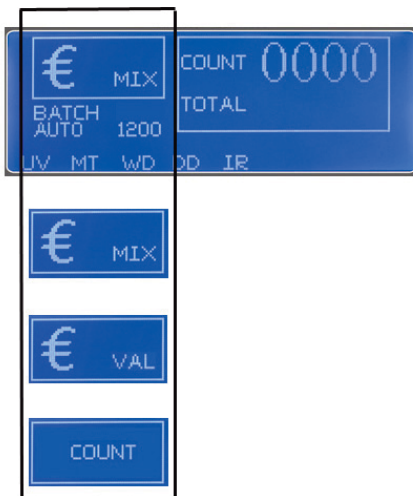 € MIX
COUNT 0000
TOTAL
BATCH
AUTO 1200
UV MT WD DD IR
€ MIX
€ VAL
COUNT